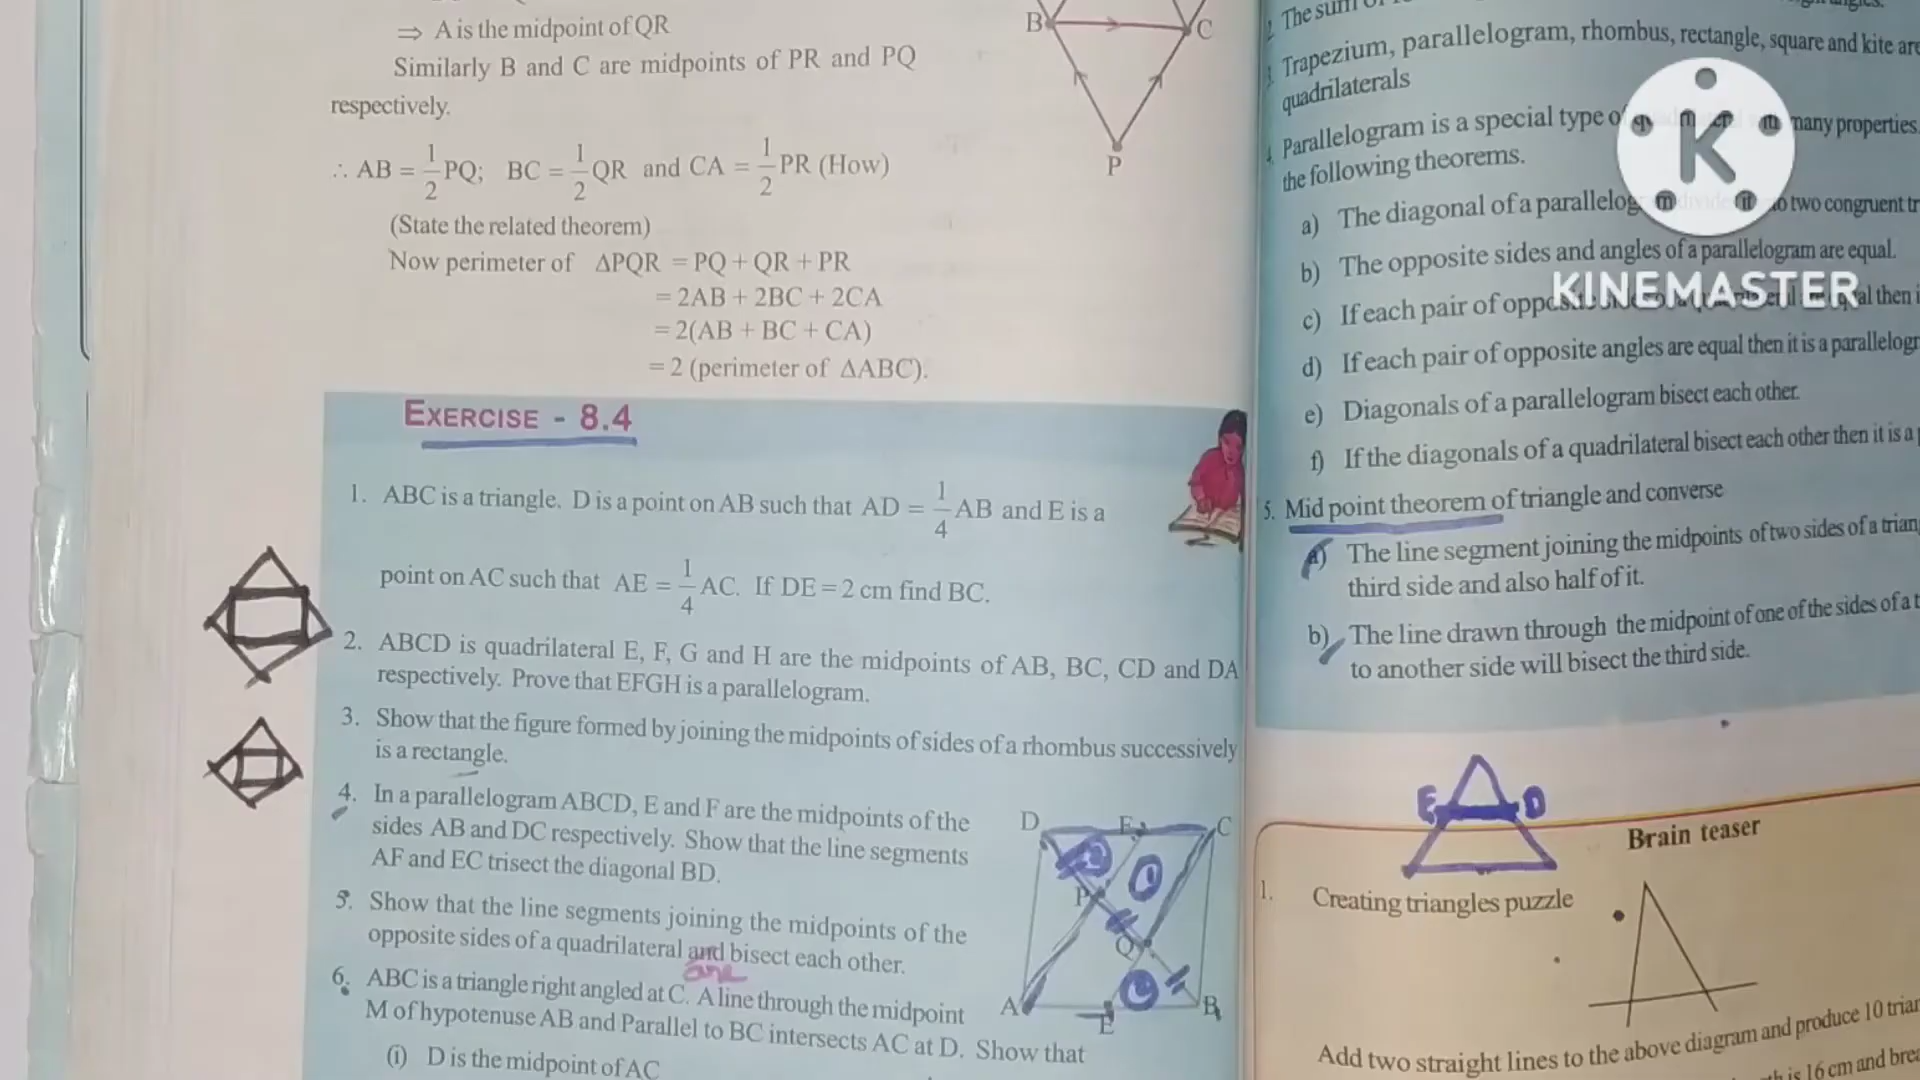 ⇒ A is the midpoint of QR
Similarly B and C are midpoints of PR and PQ
respectively.
∴ AB = 1/2 PQ; BC = 1/2 QR and CA = 1/2 PR (How)
(State the related theorem)
Now perimeter of ΔPQR = PQ + QR + PR
= 2AB + 2BC + 2CA
= 2(AB + BC + CA)
= 2 (perimeter of ΔABC).
B
C
P
EXERCISE - 8.4
1. ABC is a triangle. D is a point on AB such that AD = 1/4 AB and E is a
point on AC such that AE = 1/4 AC. If DE = 2 cm find BC.
2. ABCD is quadrilateral E, F, G and H are the midpoints of AB, BC, CD and DA
respectively. Prove that EFGH is a parallelogram.
3. Show that the figure formed by joining the midpoints of sides of a rhombus successively
is a rectangle.
4. In a parallelogram ABCD, E and F are the midpoints of the
sides AB and DC respectively. Show that the line segments
AF and EC trisect the diagonal BD.
5. Show that the line segments joining the midpoints of the
opposite sides of a quadrilateral and bisect each other.
are
6. ABC is a triangle right angled at C. A line through the midpoint
M of hypotenuse AB and Parallel to BC intersects AC at D. Show that
(i) D is the midpoint of AC
D
C
P
Q
A
E
B
2. The sum
3. Trapezium, parallelogram, rhombus, rectangle, square and kite are
quadrilaterals
4. Parallelogram is a special type of many properties.
the following theorems.
a) The diagonal of a parallelogram two congruent
b) The opposite sides and angles of a parallelogram are equal.
c) If each pair of then
d) If each pair of opposite angles are equal then it is a
e) Diagonals of a parallelogram bisect each other.
f) If the diagonals of a quadrilateral bisect each other then it is a
5. Mid point theorem of triangle and converse
a) The line segment joining the midpoints of two sides of a
third side and also half of it.
b) The line drawn through the midpoint of one of the sides of a
to another side will bisect the third side.
K
KINEMASTER
E D
Brain teaser
1. Creating triangles puzzle
Add two straight lines to the above diagram and produce 10
is 16 cm and